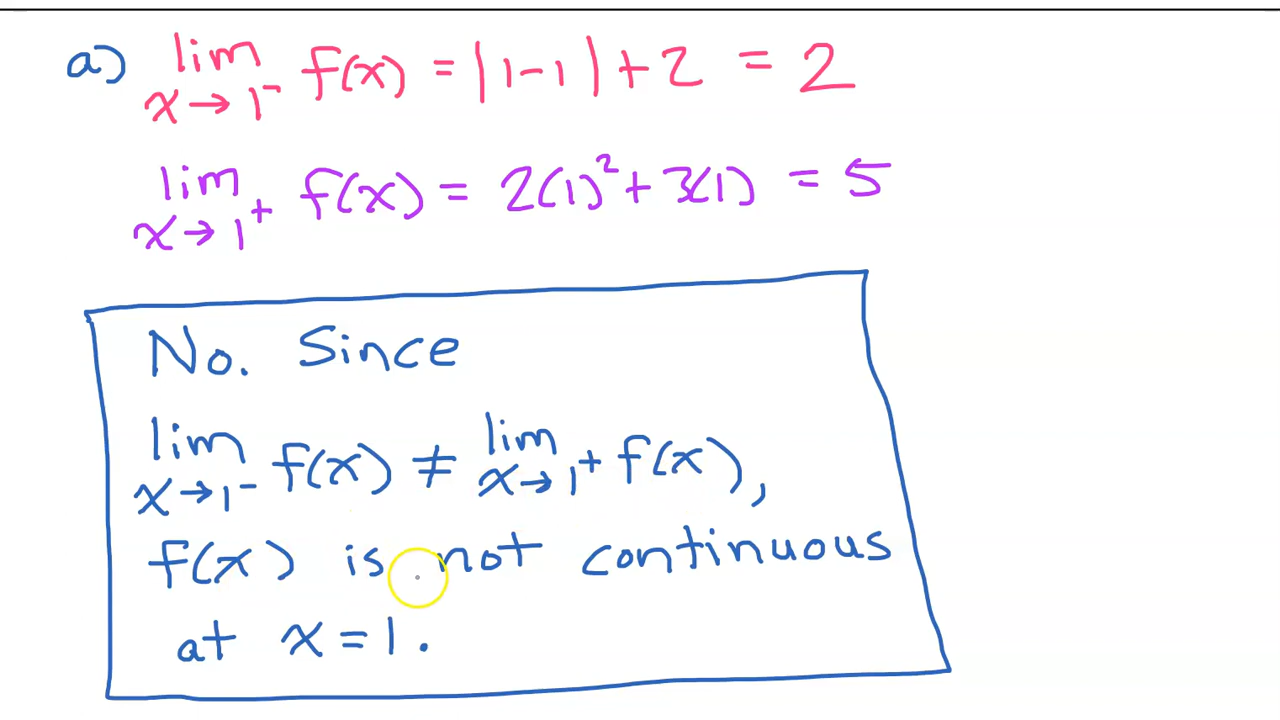 a) lim x→1⁻ f(x) = |1-1| + 2 = 2
lim x→1⁺ f(x) = 2(1)² + 3(1) = 5
No. Since
lim x→1⁻ f(x) ≠ lim x→1⁺ f(x),
f(x) is not continuous
at x = 1.